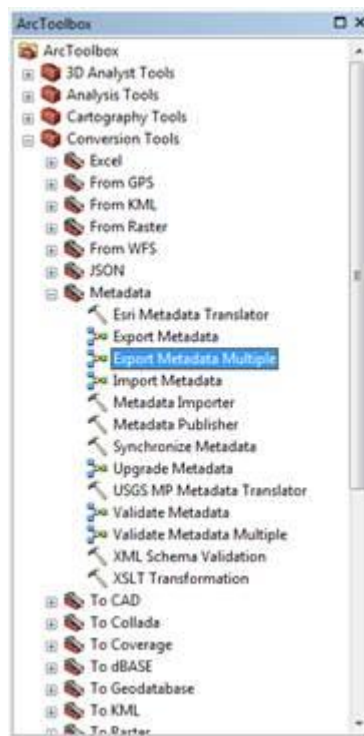 ArcToolbox
ArcToolbox
3D Analyst Tools
Analysis Tools
Cartography Tools
Conversion Tools
Excel
From GPS
From KML
From Raster
From WFS
JSON
Metadata
Esri Metadata Translator
Export Metadata
Export Metadata Multiple
Import Metadata
Metadata Importer
Metadata Publisher
Synchronize Metadata
Upgrade Metadata
USGS MP Metadata Translator
Validate Metadata
Validate Metadata Multiple
XML Schema Validation
XSLT Transformation
To CAD
To Collada
To Coverage
To dBASE
To Geodatabase
To KML
To Raster